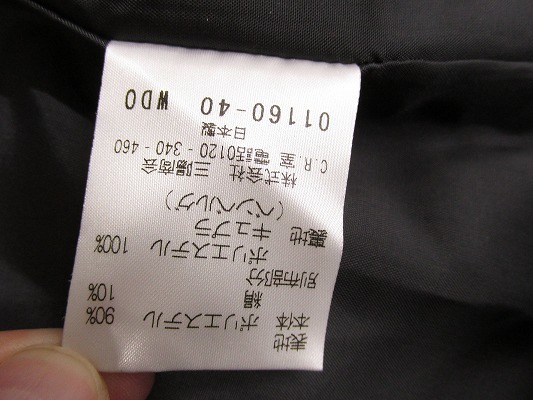 表地
本体 ポリエステル 90%
絹 10%
別布部分
ポリエステル 100%
裏地 キュプラ
(ベンベルグ)
株式会社 三陽商会
C.R.室 電話0120-340-460
日本製
01160-40 WDO